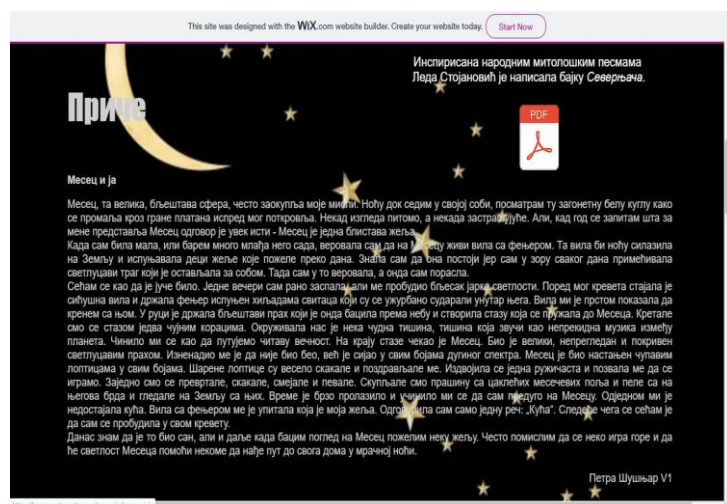 This site was designed with the WiX.com website builder. Create your website today. Start Now
Инспирисана народним митолошким песмама
Леда Стојановић је написала бајку Северњача.
Приче
PDF
Месец и ја
Месец, та велика, бљештава сфера, често заокупља моје мисли. Ноћу док седим у својој соби, посматрам ту загонетну белу куглу како
се промаља кроз гране платана испред мог поткровља. Некад изгледа питомо, а некада застрашујуће. Али, кад год се запитам шта за
мене представља Месец одговор је увек исти - Месец је једна блистава жеља.
Када сам била мала, или барем много млађа него сада, веровала сам да на Месецу живи вила са фењером. Та вила би ноћу силазила
на Земљу и испуњавала деци жеље које пожеле преко дана. Знала сам да она постоји јер сам у зору сваког дана примећивала
светлуцави траг који је остављала за собом. Тада сам у то веровала, а онда сам порасла.
Сећам се као да је јуче било. Једне вечери сам рано заспала, али ме пробудио бљесак јарке светлости. Поред мог кревета стајала је
сићушна вила и држала фењер испуњен хиљадама свитаца који су се ужурбано сударали унутар њега. Вила ми је прстом показала да
кренем са њом. У руци је држала бљештави прах који је онда бацила према небу и створила стазу која се пружала до Месеца. Кретале
смо се стазом једва чујним корацима. Окруживала нас је нека чудна тишина, тишина која звучи као непрекидна музика између
планета. Чинило ми се као да путујемо читаву вечност. На крају стазе чекао је Месец. Био је велики, непрегледан и покривен
светлуцавим прахом. Изненадио ме је да није био бео, већ је сијао у свим бојама дугиног спектра. Месец је био настањен чупавим
лоптицама у свим бојама. Шарене лоптице су весело скакале и поздрављале ме. Издвојила се једна ружичаста и позвала ме да се
играмо. Заједно смо се превртале, скакале, смејале и певале. Скупљале смо прашину са цаклећих месечевих поља и пеле са на
његова брда и гледале на Земљу са њих. Време је брзо пролазило и учинило ми се да сам предуго на Месецу. Одједном ми је
недостајала кућа. Вила са фењером ме је упитала која је моја жеља. Одговорила сам само једну реч: „Кућа". Следеће чега се сећам је
да сам се пробудила у свом кревету.
Данас знам да је то био сан, али и даље када бацим поглед на Месец пожелим неку жељу. Често помислим да се неко игра горе и да
ће светлост Месеца помоћи некоме да нађе пут до свога дома у мрачној ноћи.
Петра Шушњар V1